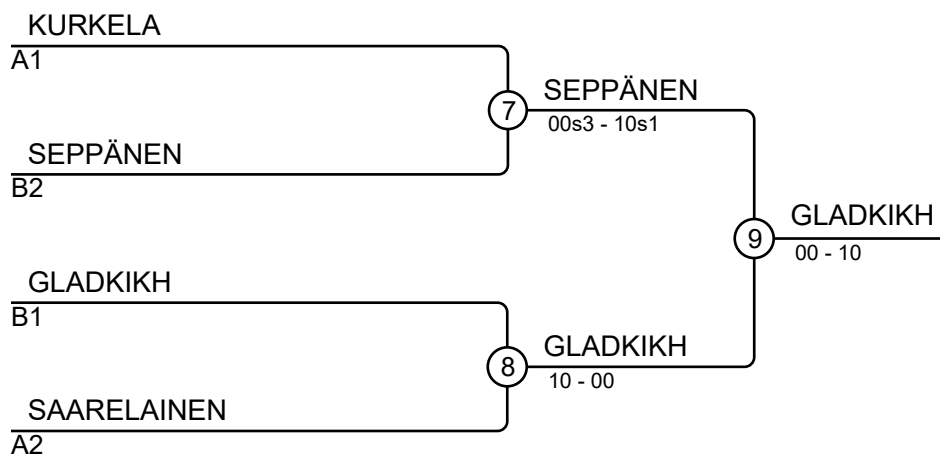 KURKELA
A1
7
SEPPÄNEN
00s3 - 10s1
SEPPÄNEN
B2
9
GLADKIKH
00 - 10
GLADKIKH
B1
8
GLADKIKH
10 - 00
SAARELAINEN
A2